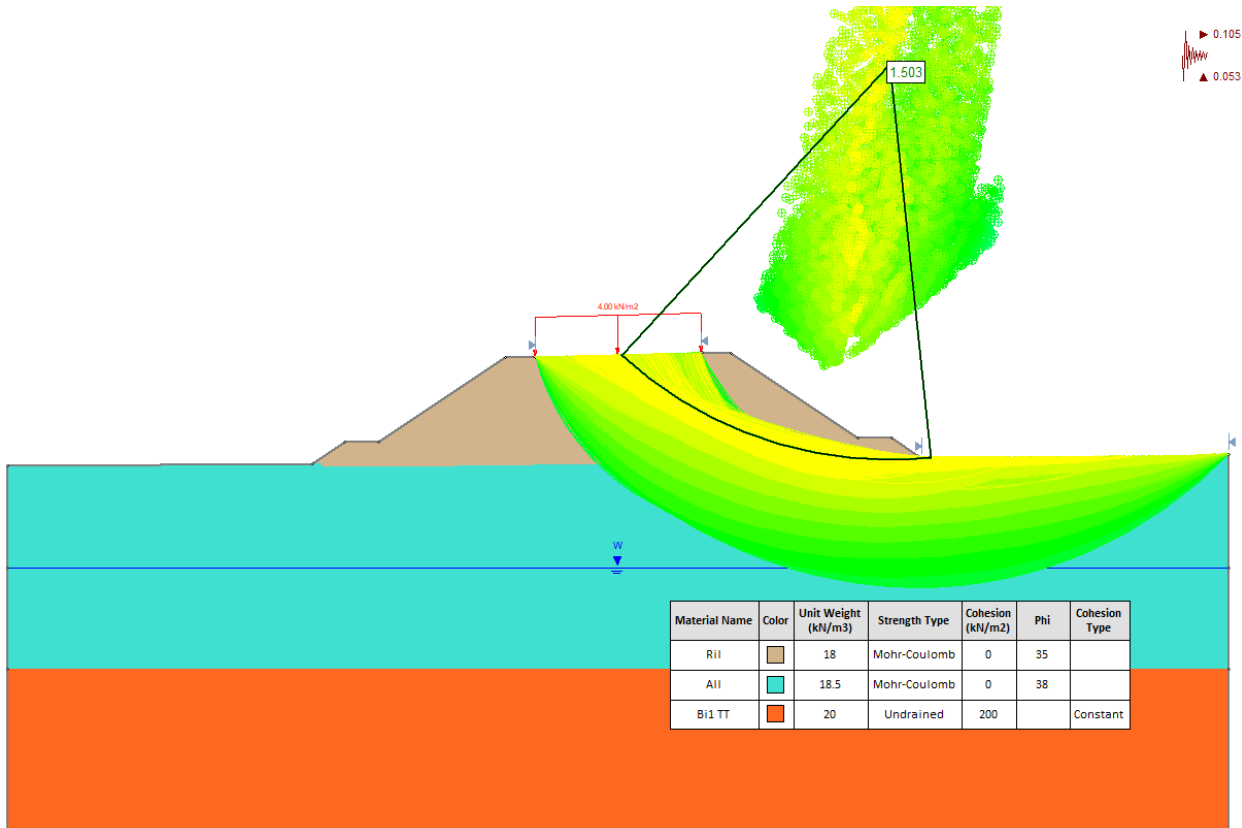 0.105
0.053
1.503
4.00 kN/m2
W
Material Name Color Unit Weight (kN/m3) Strength Type Cohesion (kN/m2) Phi Cohesion Type
Ril 18 Mohr-Coulomb 0 35
All 18.5 Mohr-Coulomb 0 38
Bi1 TT 20 Undrained 200 Constant